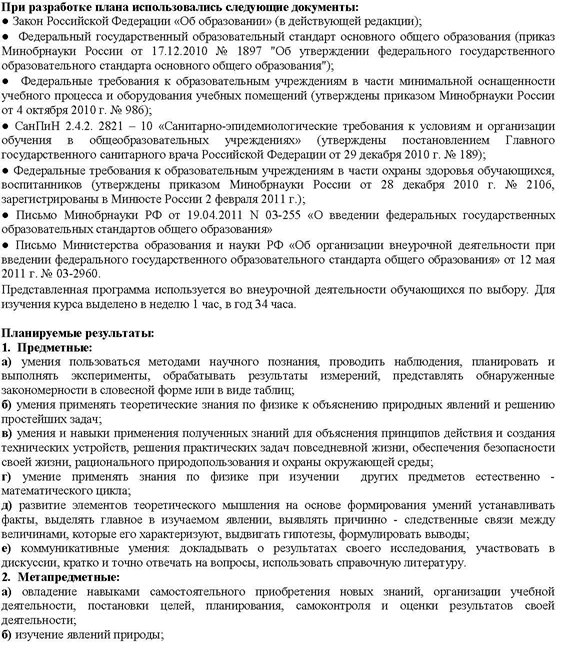 При разработке плана использовались следующие документы:
● Закон Российской Федерации «Об образовании» (в действующей редакции);
● Федеральный государственный образовательный стандарт основного общего образования (приказ
Минобрнауки России от 17.12.2010 № 1897 "Об утверждении федерального государственного
образовательного стандарта основного общего образования");
● Федеральные требования к образовательным учреждениям в части минимальной оснащенности
учебного процесса и оборудования учебных помещений (утверждены приказом Минобрнауки России
от 4 октября 2010 г. № 986);
● СанПиН 2.4.2. 2821 – 10 «Санитарно-эпидемиологические требования к условиям и организации
обучения в общеобразовательных учреждениях» (утверждены постановлением Главного
государственного санитарного врача Российской Федерации от 29 декабря 2010 г. № 189);
● Федеральные требования к образовательным учреждениям в части охраны здоровья обучающихся,
воспитанников (утверждены приказом Минобрнауки России от 28 декабря 2010 г. № 2106,
зарегистрированы в Минюсте России 2 февраля 2011 г.);
● Письмо Минобрнауки РФ от 19.04.2011 N 03-255 «О введении федеральных государственных
образовательных стандартов общего образования»
● Письмо Министерства образования и науки РФ «Об организации внеурочной деятельности при
введении федерального государственного образовательного стандарта общего образования» от 12 мая
2011 г. № 03-2960.
Представленная программа используется во внеурочной деятельности обучающихся по выбору. Для
изучения курса выделено в неделю 1 час, в год 34 часа.
Планируемые результаты:
1. Предметные:
а) умения пользоваться методами научного познания, проводить наблюдения, планировать и
выполнять эксперименты, обрабатывать результаты измерений, представлять обнаруженные
закономерности в словесной форме или в виде таблиц;
б) умения применять теоретические знания по физике к объяснению природных явлений и решению
простейших задач;
в) умения и навыки применения полученных знаний для объяснения принципов действия и создания
технических устройств, решения практических задач повседневной жизни, обеспечения безопасности
своей жизни, рационального природопользования и охраны окружающей среды;
г) умение применять знания по физике при изучении других предметов естественно -
математического цикла;
д) развитие элементов теоретического мышления на основе формирования умений устанавливать
факты, выделять главное в изучаемом явлении, выявлять причинно - следственные связи между
величинами, которые его характеризуют, выдвигать гипотезы, формулировать выводы;
е) коммуникативные умения: докладывать о результатах своего исследования, участвовать в
дискуссии, кратко и точно отвечать на вопросы, использовать справочную литературу.
2. Метапредметные:
а) овладение навыками самостоятельного приобретения новых знаний, организации учебной
деятельности, постановки целей, планирования, самоконтроля и оценки результатов своей
деятельности;
б) изучение явлений природы;